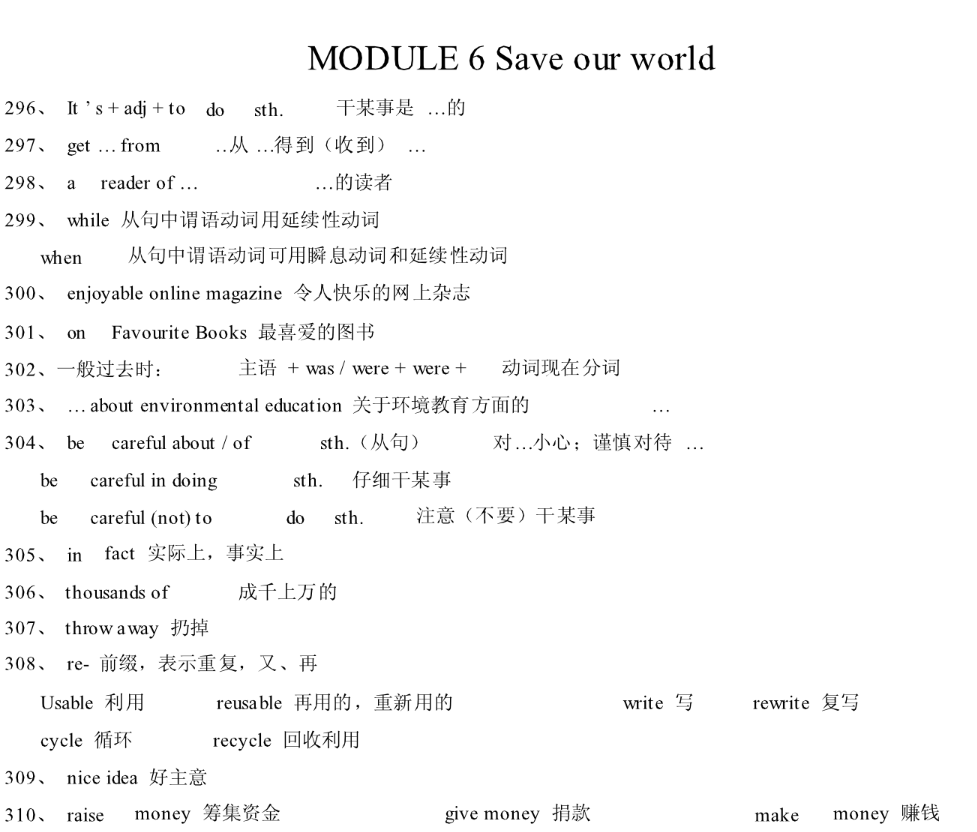 MODULE 6 Save our world
296、 It ’ s + adj + to do sth. 干某事是 …的
297、 get … from ‥从 …得到（收到） …
298、 a reader of … …的读者
299、 while 从句中谓语动词用延续性动词
when 从句中谓语动词可用瞬息动词和延续性动词
300、 enjoyable online magazine 令人快乐的网上杂志
301、 on Favourite Books 最喜爱的图书
302、一般过去时： 主语 + was / were + were + 动词现在分词
303、 … about environmental education 关于环境教育方面的 …
304、 be careful about / of sth.（从句） 对…小心；谨慎对待 …
be careful in doing sth. 仔细干某事
be careful (not) to do sth. 注意（不要）干某事
305、 in fact 实际上，事实上
306、 thousands of 成千上万的
307、 throw away 扔掉
308、 re- 前缀，表示重复，又、再
Usable 利用 reusable 再用的，重新用的 write 写 rewrite 复写
cycle 循环 recycle 回收利用
309、 nice idea 好主意
310、 raise money 筹集资金 give money 捐款 make money 赚钱